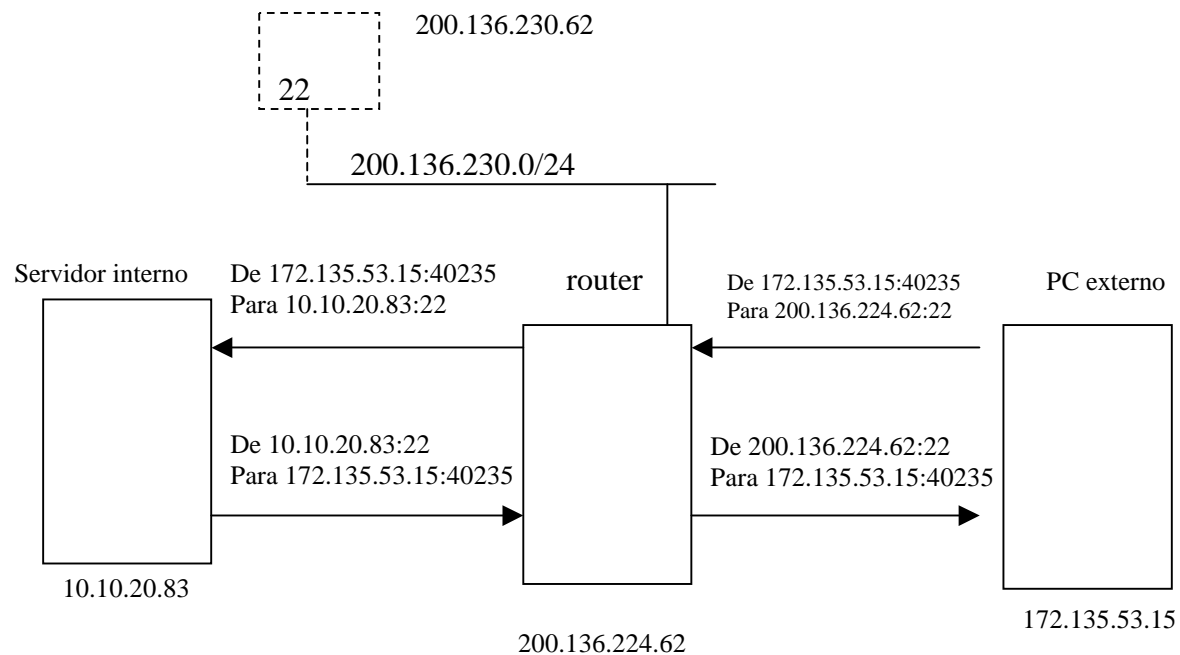 200.136.230.62
22
200.136.230.0/24
Servidor interno
De 172.135.53.15:40235
Para 10.10.20.83:22
router
De 172.135.53.15:40235
Para 200.136.224.62:22
PC externo
De 10.10.20.83:22
Para 172.135.53.15:40235
De 200.136.224.62:22
Para 172.135.53.15:40235
10.10.20.83
200.136.224.62
172.135.53.15